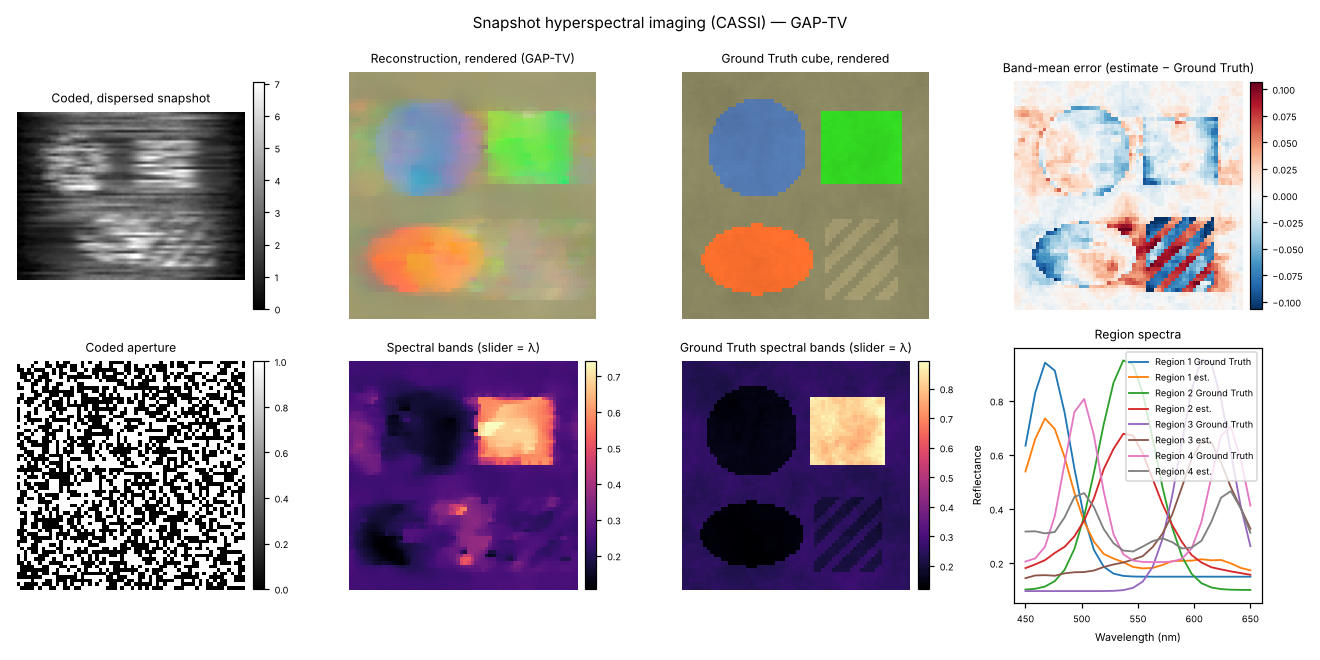 Snapshot hyperspectral imaging (CASSI) — GAP-TV
Coded, dispersed snapshot
7
6
5
4
3
2
1
0
Reconstruction, rendered (GAP-TV)
Ground Truth cube, rendered
Band-mean error (estimate − Ground Truth)
0.100
0.075
0.050
0.025
0.000
−0.025
−0.050
−0.075
−0.100
Coded aperture
1.0
0.8
0.6
0.4
0.2
0.0
Spectral bands (slider = λ)
0.7
0.6
0.5
0.4
0.3
0.2
Ground Truth spectral bands (slider = λ)
0.8
0.7
0.6
0.5
0.4
0.3
0.2
Region spectra
Region 1 Ground Truth
Region 1 est.
Region 2 Ground Truth
Region 2 est.
Region 3 Ground Truth
Region 3 est.
Region 4 Ground Truth
Region 4 est.
Reflectance
0.8
0.6
0.4
0.2
450 500 550 600 650
Wavelength (nm)